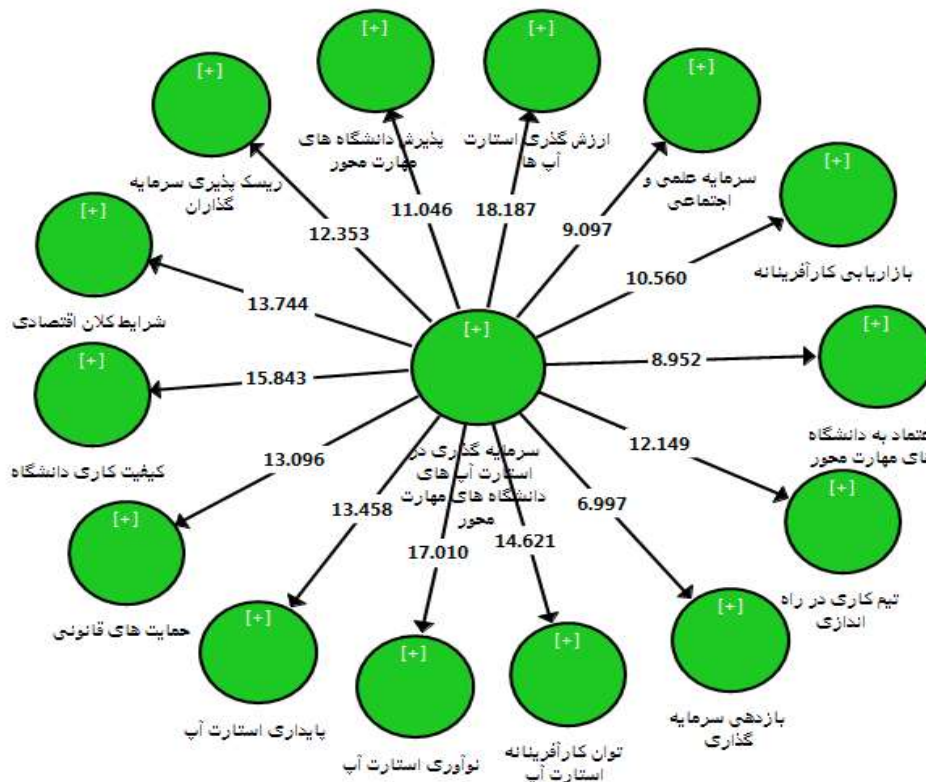 [+]
[+]
[+]
[+]
پذیرش دانشگاه های
مهارت محور
ارزش گذری استارت
آپ ها
ریسک پذیری سرمایه
گذاران
سرمایه علمی و
اجتماعی
[+]
[+]
11.046
18.187
9.097
12.353
شرایط کلان اقتصادی
13.744
10.560
بازاریابی کارآفرینانه
[+]
[+]
[+]
15.843
8.952
کیفیت کاری دانشگاه
عتماد به دانشگاه
های مهارت محور
13.096
12.149
سرمایه گذاری در
استارت آپ های
دانشگاه های مهارت
محور
[+]
[+]
13.458
6.997
17.010
14.621
حمایت های قانونی
تیم کاری در راه
اندازی
[+]
[+]
[+]
[+]
پایداری استارت آپ
نوآوری استارت آپ
توان کارآفرینانه
استارت آپ
بازدهی سرمایه
گذاری